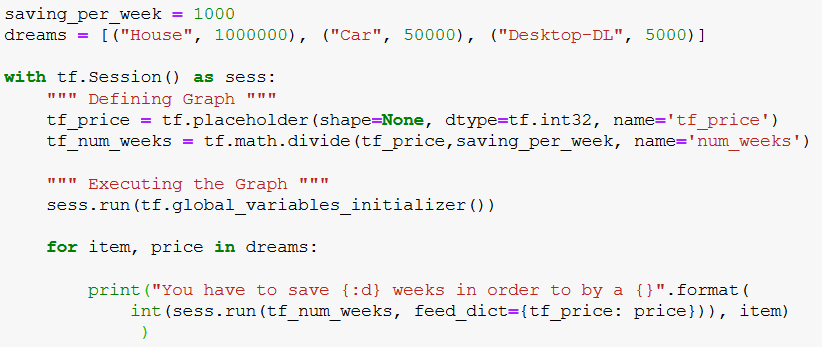 saving_per_week = 1000
dreams = [("House", 1000000), ("Car", 50000), ("Desktop-DL", 5000)]
with tf.Session() as sess:
""" Defining Graph """
tf_price = tf.placeholder(shape=None, dtype=tf.int32, name='tf_price')
tf_num_weeks = tf.math.divide(tf_price,saving_per_week, name='num_weeks')
""" Executing the Graph """
sess.run(tf.global_variables_initializer())
for item, price in dreams:
print("You have to save {:d} weeks in order to by a {}".format(
int(sess.run(tf_num_weeks, feed_dict={tf_price: price})), item)
)